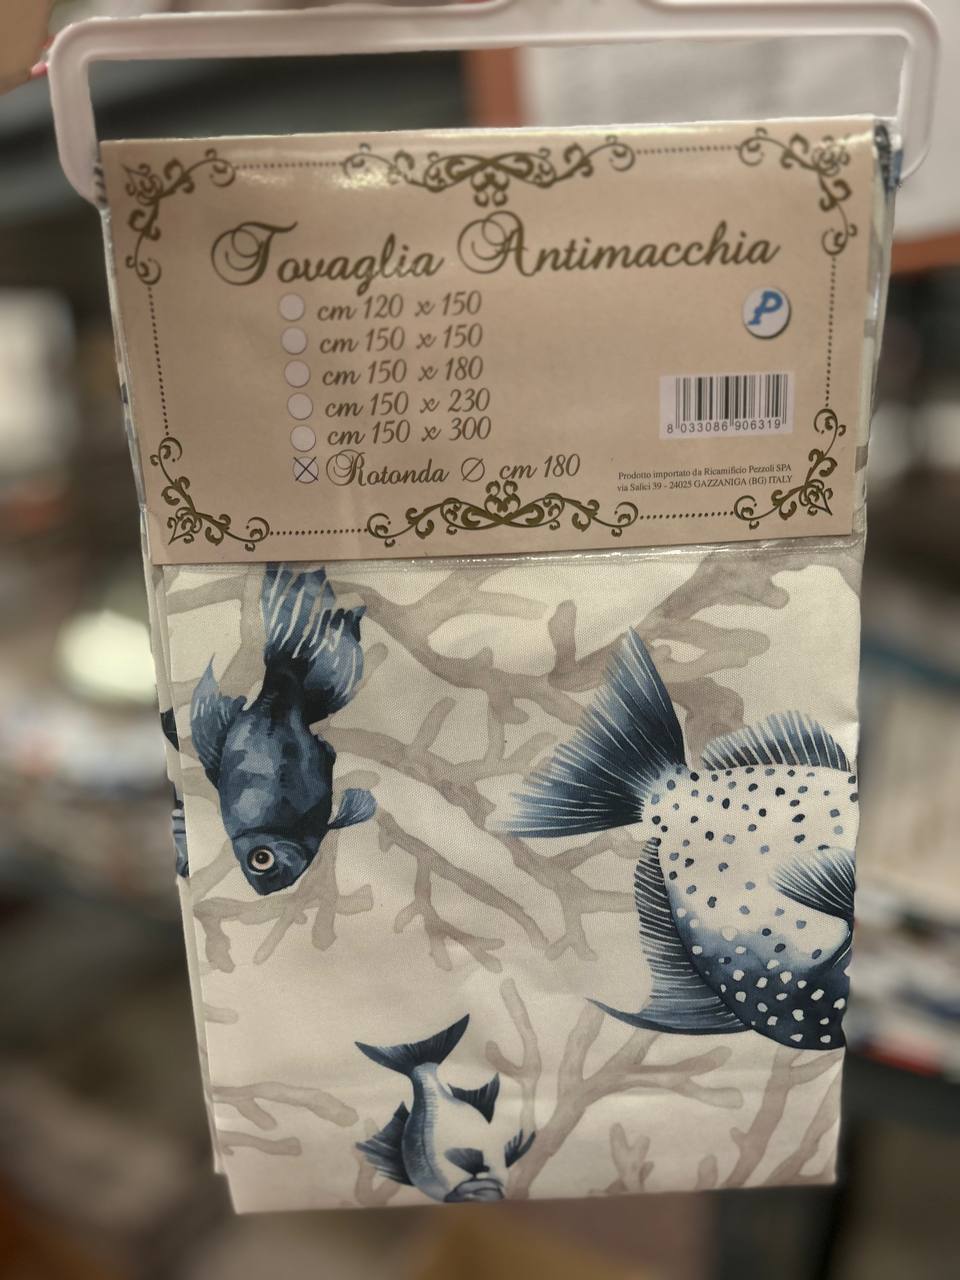 Tovaglia Antimacchia
cm 120 x 150
cm 150 x 150
cm 150 x 180
cm 150 x 230
cm 150 x 300
Rotonda Ø cm 180
P
8 033086 906319
Prodotto importato da Ricamificio Pezzoli SPA
via Salici 39 - 24025 GAZZANIGA (BG) ITALY